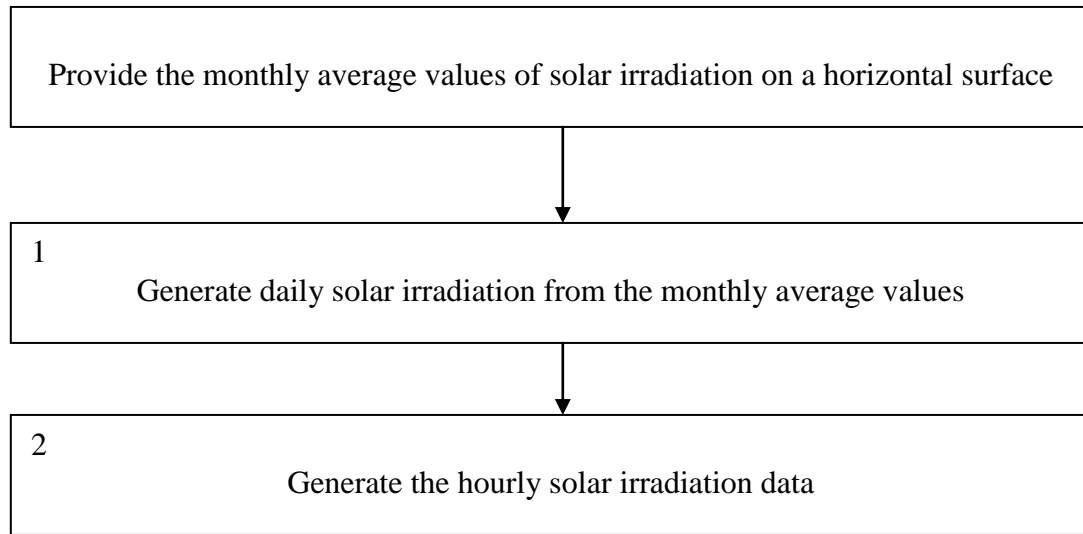 Provide the monthly average values of solar irradiation on a horizontal surface
1
Generate daily solar irradiation from the monthly average values
2
Generate the hourly solar irradiation data